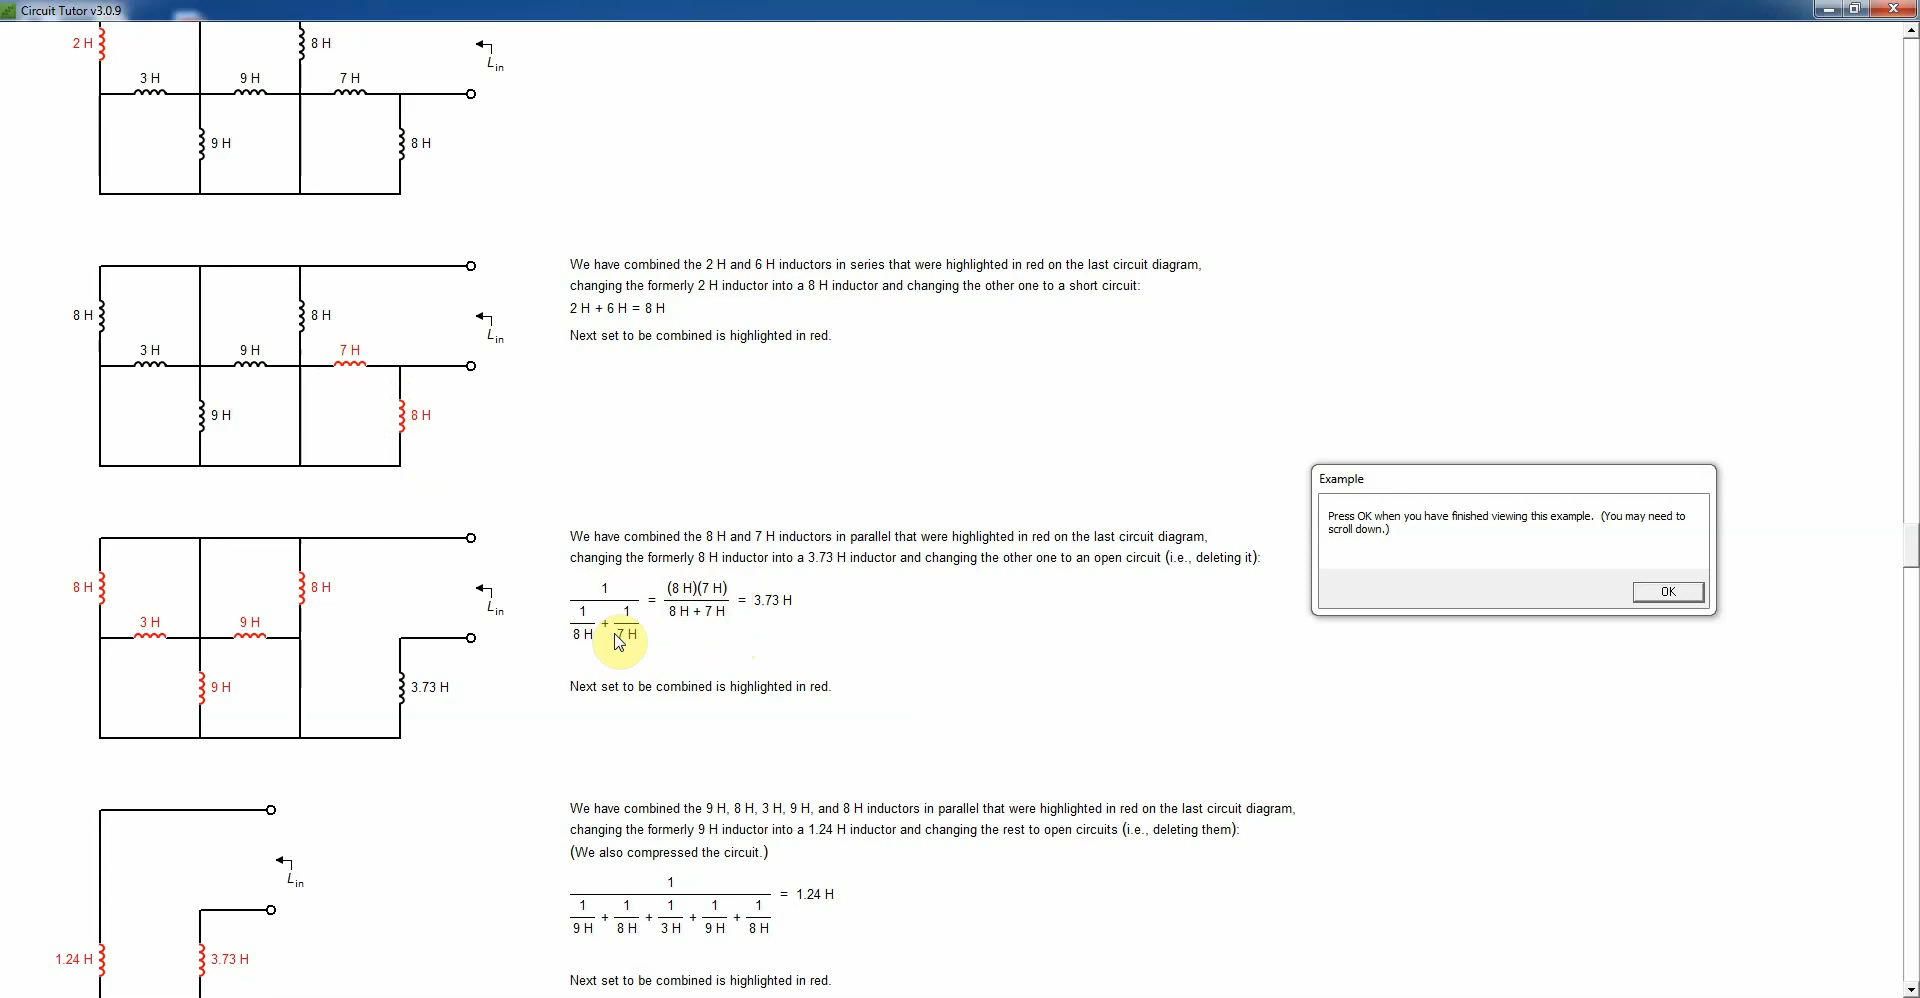 Circuit Tutor v3.0.9
2 H
8 H
Lin
3 H
9 H
7 H
9 H
8 H
We have combined the 2 H and 6 H inductors in series that were highlighted in red on the last circuit diagram,
changing the formerly 2 H inductor into a 8 H inductor and changing the other one to a short circuit:
2 H + 6 H = 8 H
Next set to be combined is highlighted in red.
8 H
8 H
Lin
3 H
9 H
7 H
9 H
8 H
Example
Press OK when you have finished viewing this example. (You may need to
scroll down.)
OK
We have combined the 8 H and 7 H inductors in parallel that were highlighted in red on the last circuit diagram,
changing the formerly 8 H inductor into a 3.73 H inductor and changing the other one to an open circuit (i.e., deleting it):
1 (8 H)(7 H)
= = 3.73 H
1 1 8 H + 7 H
+
8 H 7 H
Next set to be combined is highlighted in red.
8 H
8 H
Lin
3 H
9 H
9 H
3.73 H
We have combined the 9 H, 8 H, 3 H, 9 H, and 8 H inductors in parallel that were highlighted in red on the last circuit diagram,
changing the formerly 9 H inductor into a 1.24 H inductor and changing the rest to open circuits (i.e., deleting them):
(We also compressed the circuit.)
1
= 1.24 H
1 1 1 1 1
+ + + +
9 H 8 H 3 H 9 H 8 H
Next set to be combined is highlighted in red.
Lin
1.24 H
3.73 H